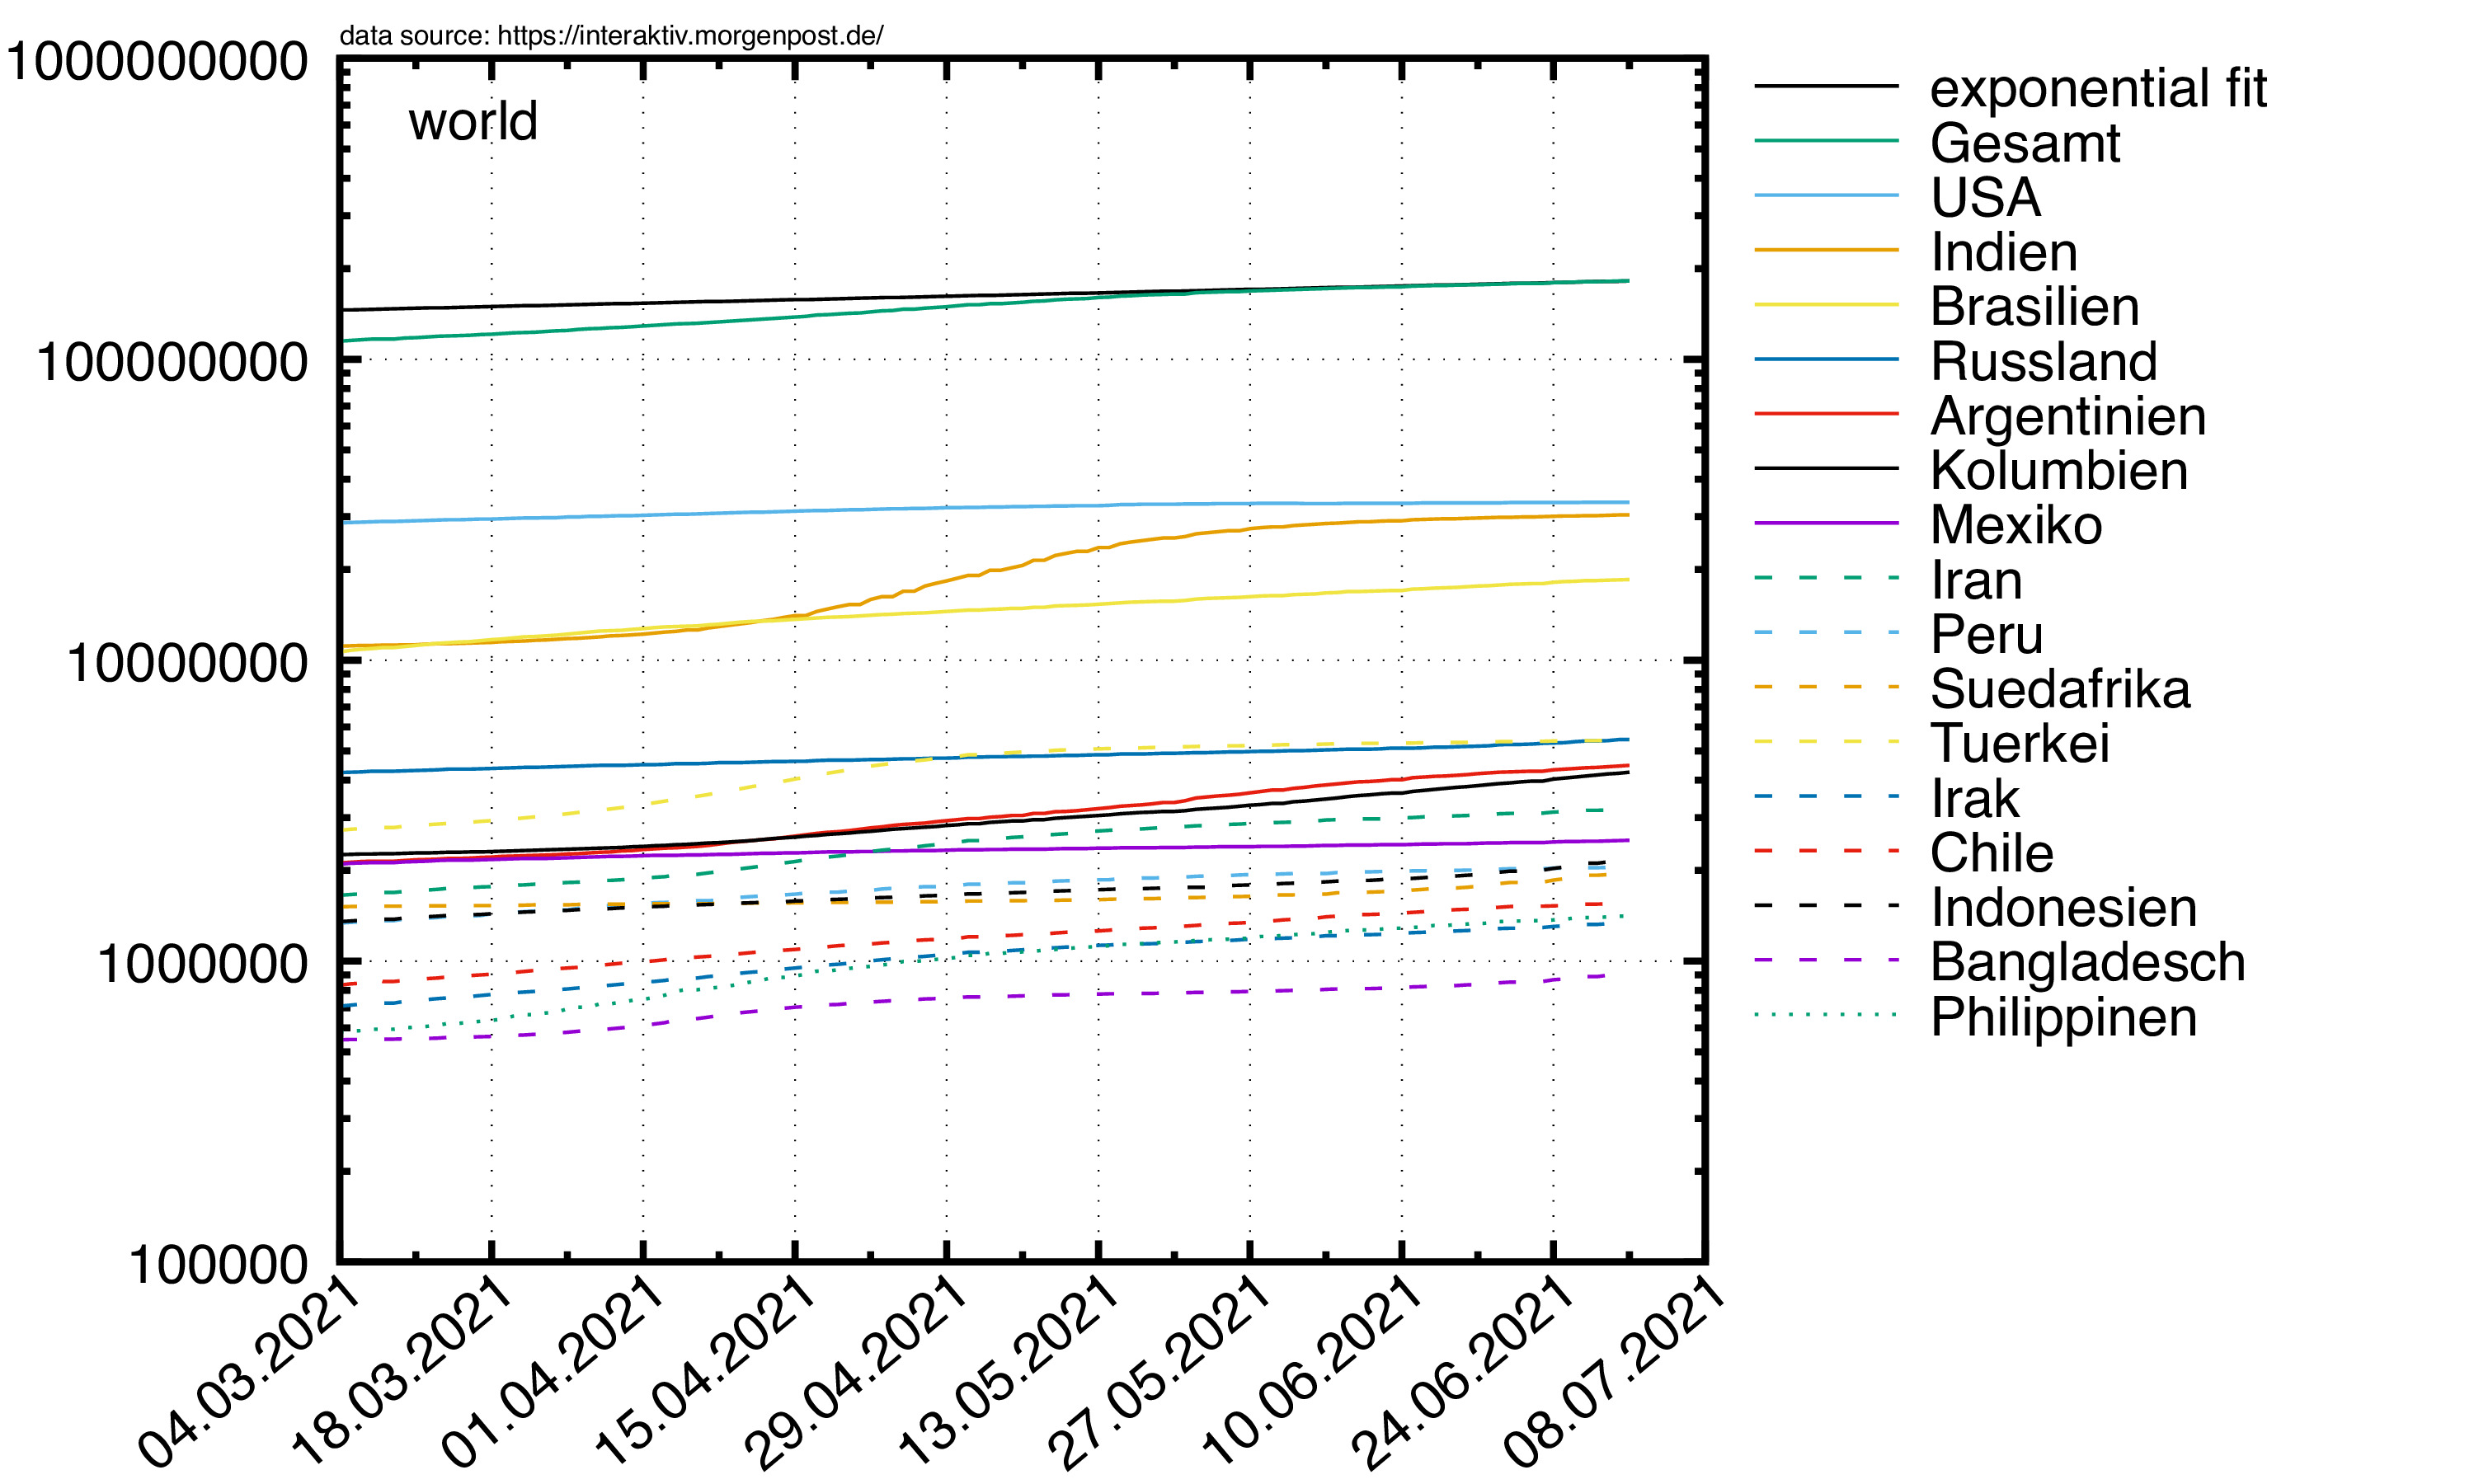 data source: https://interaktiv.morgenpost.de/
world
1000000000
100000000
10000000
1000000
100000
04.03.2021
18.03.2021
01.04.2021
15.04.2021
29.04.2021
13.05.2021
27.05.2021
10.06.2021
24.06.2021
08.07.2021
exponential fit
Gesamt
USA
Indien
Brasilien
Russland
Argentinien
Kolumbien
Mexiko
Iran
Peru
Suedafrika
Tuerkei
Irak
Chile
Indonesien
Bangladesch
Philippinen